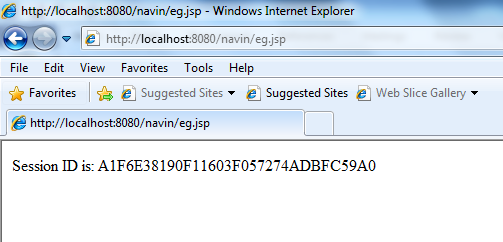 http://localhost:8080/navin/eg.jsp - Windows Internet Explorer
http://localhost:8080/navin/eg.jsp
File Edit View Favorites Tools Help
Favorites Suggested Sites Suggested Sites Web Slice Gallery
http://localhost:8080/navin/eg.jsp
Session ID is: A1F6E38190F11603F057274ADBFC59A0